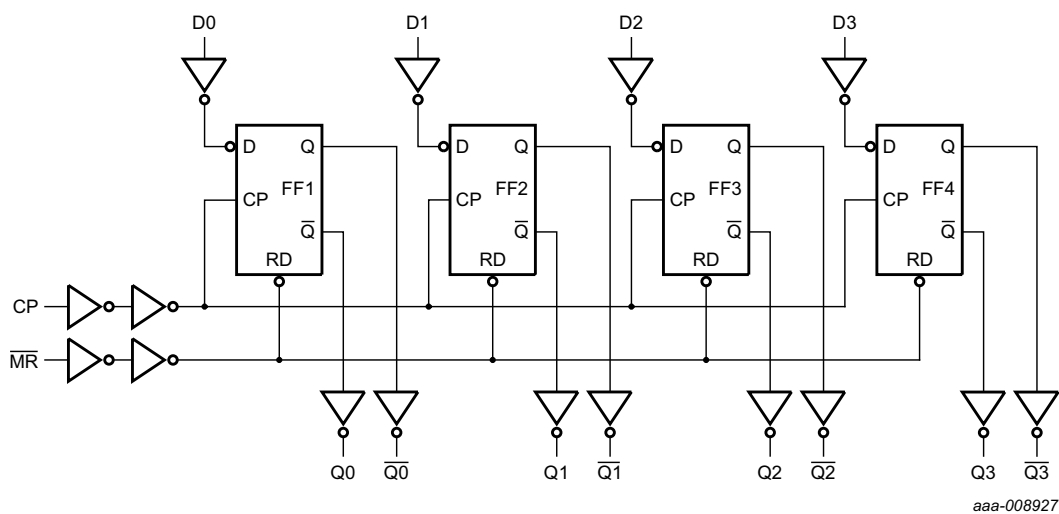 D0 D1 D2 D3
D Q D Q D Q D Q
FF1 FF2 FF3 FF4
CP CP CP CP
Q̅ Q̅ Q̅ Q̅
RD RD RD RD
CP
M̅R̅
Q0 Q̅0̅ Q1 Q̅1̅ Q2 Q̅2̅ Q3 Q̅3̅
aaa-008927